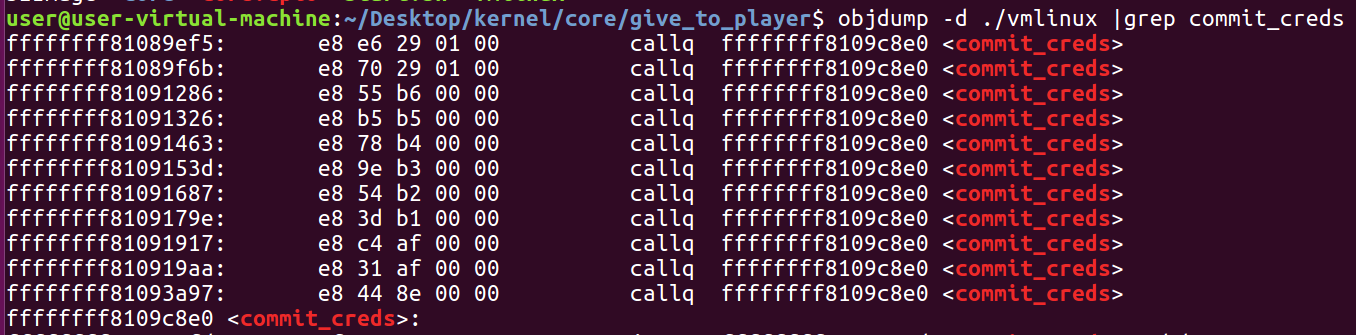 user@user-virtual-machine:~/Desktop/kernel/core/give_to_player$ objdump -d ./vmlinux |grep commit_creds
ffffffff81089ef5: e8 e6 29 01 00 callq ffffffff8109c8e0 <commit_creds>
ffffffff81089f6b: e8 70 29 01 00 callq ffffffff8109c8e0 <commit_creds>
ffffffff81091286: e8 55 b6 00 00 callq ffffffff8109c8e0 <commit_creds>
ffffffff81091326: e8 b5 b5 00 00 callq ffffffff8109c8e0 <commit_creds>
ffffffff81091463: e8 78 b4 00 00 callq ffffffff8109c8e0 <commit_creds>
ffffffff8109153d: e8 9e b3 00 00 callq ffffffff8109c8e0 <commit_creds>
ffffffff81091687: e8 54 b2 00 00 callq ffffffff8109c8e0 <commit_creds>
ffffffff8109179e: e8 3d b1 00 00 callq ffffffff8109c8e0 <commit_creds>
ffffffff81091917: e8 c4 af 00 00 callq ffffffff8109c8e0 <commit_creds>
ffffffff810919aa: e8 31 af 00 00 callq ffffffff8109c8e0 <commit_creds>
ffffffff81093a97: e8 44 8e 00 00 callq ffffffff8109c8e0 <commit_creds>
ffffffff8109c8e0 <commit_creds>: